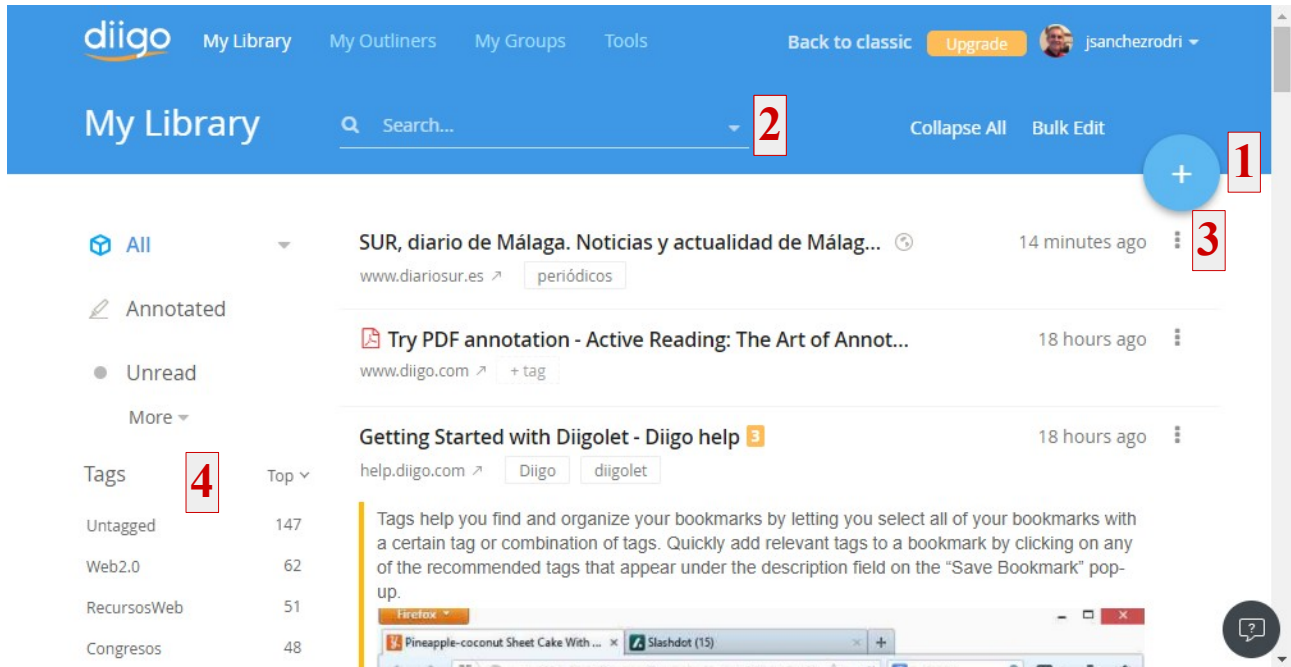 diigo My Library My Outliners My Groups Tools Back to classic Upgrade jsanchezrodri
My Library Search... 2 Collapse All Bulk Edit
+ 1
All SUR, diario de Málaga. Noticias y actualidad de Málag... 14 minutes ago 3
www.diariosur.es periódicos
Annotated
Try PDF annotation - Active Reading: The Art of Annot... 18 hours ago
www.diigo.com + tag
Unread
More
Getting Started with Diigolet - Diigo help 3 18 hours ago
Tags 4 Top
help.diigo.com Diigo diigolet
Untagged 147
Web2.0 62
RecursosWeb 51
Congresos 48
Tags help you find and organize your bookmarks by letting you select all of your bookmarks with
a certain tag or combination of tags. Quickly add relevant tags to a bookmark by clicking on any
of the recommended tags that appear under the description field on the “Save Bookmark” pop-
up.
Firefox
Pineapple-coconut Sheet Cake With ... × Slashdot (15) × +
?